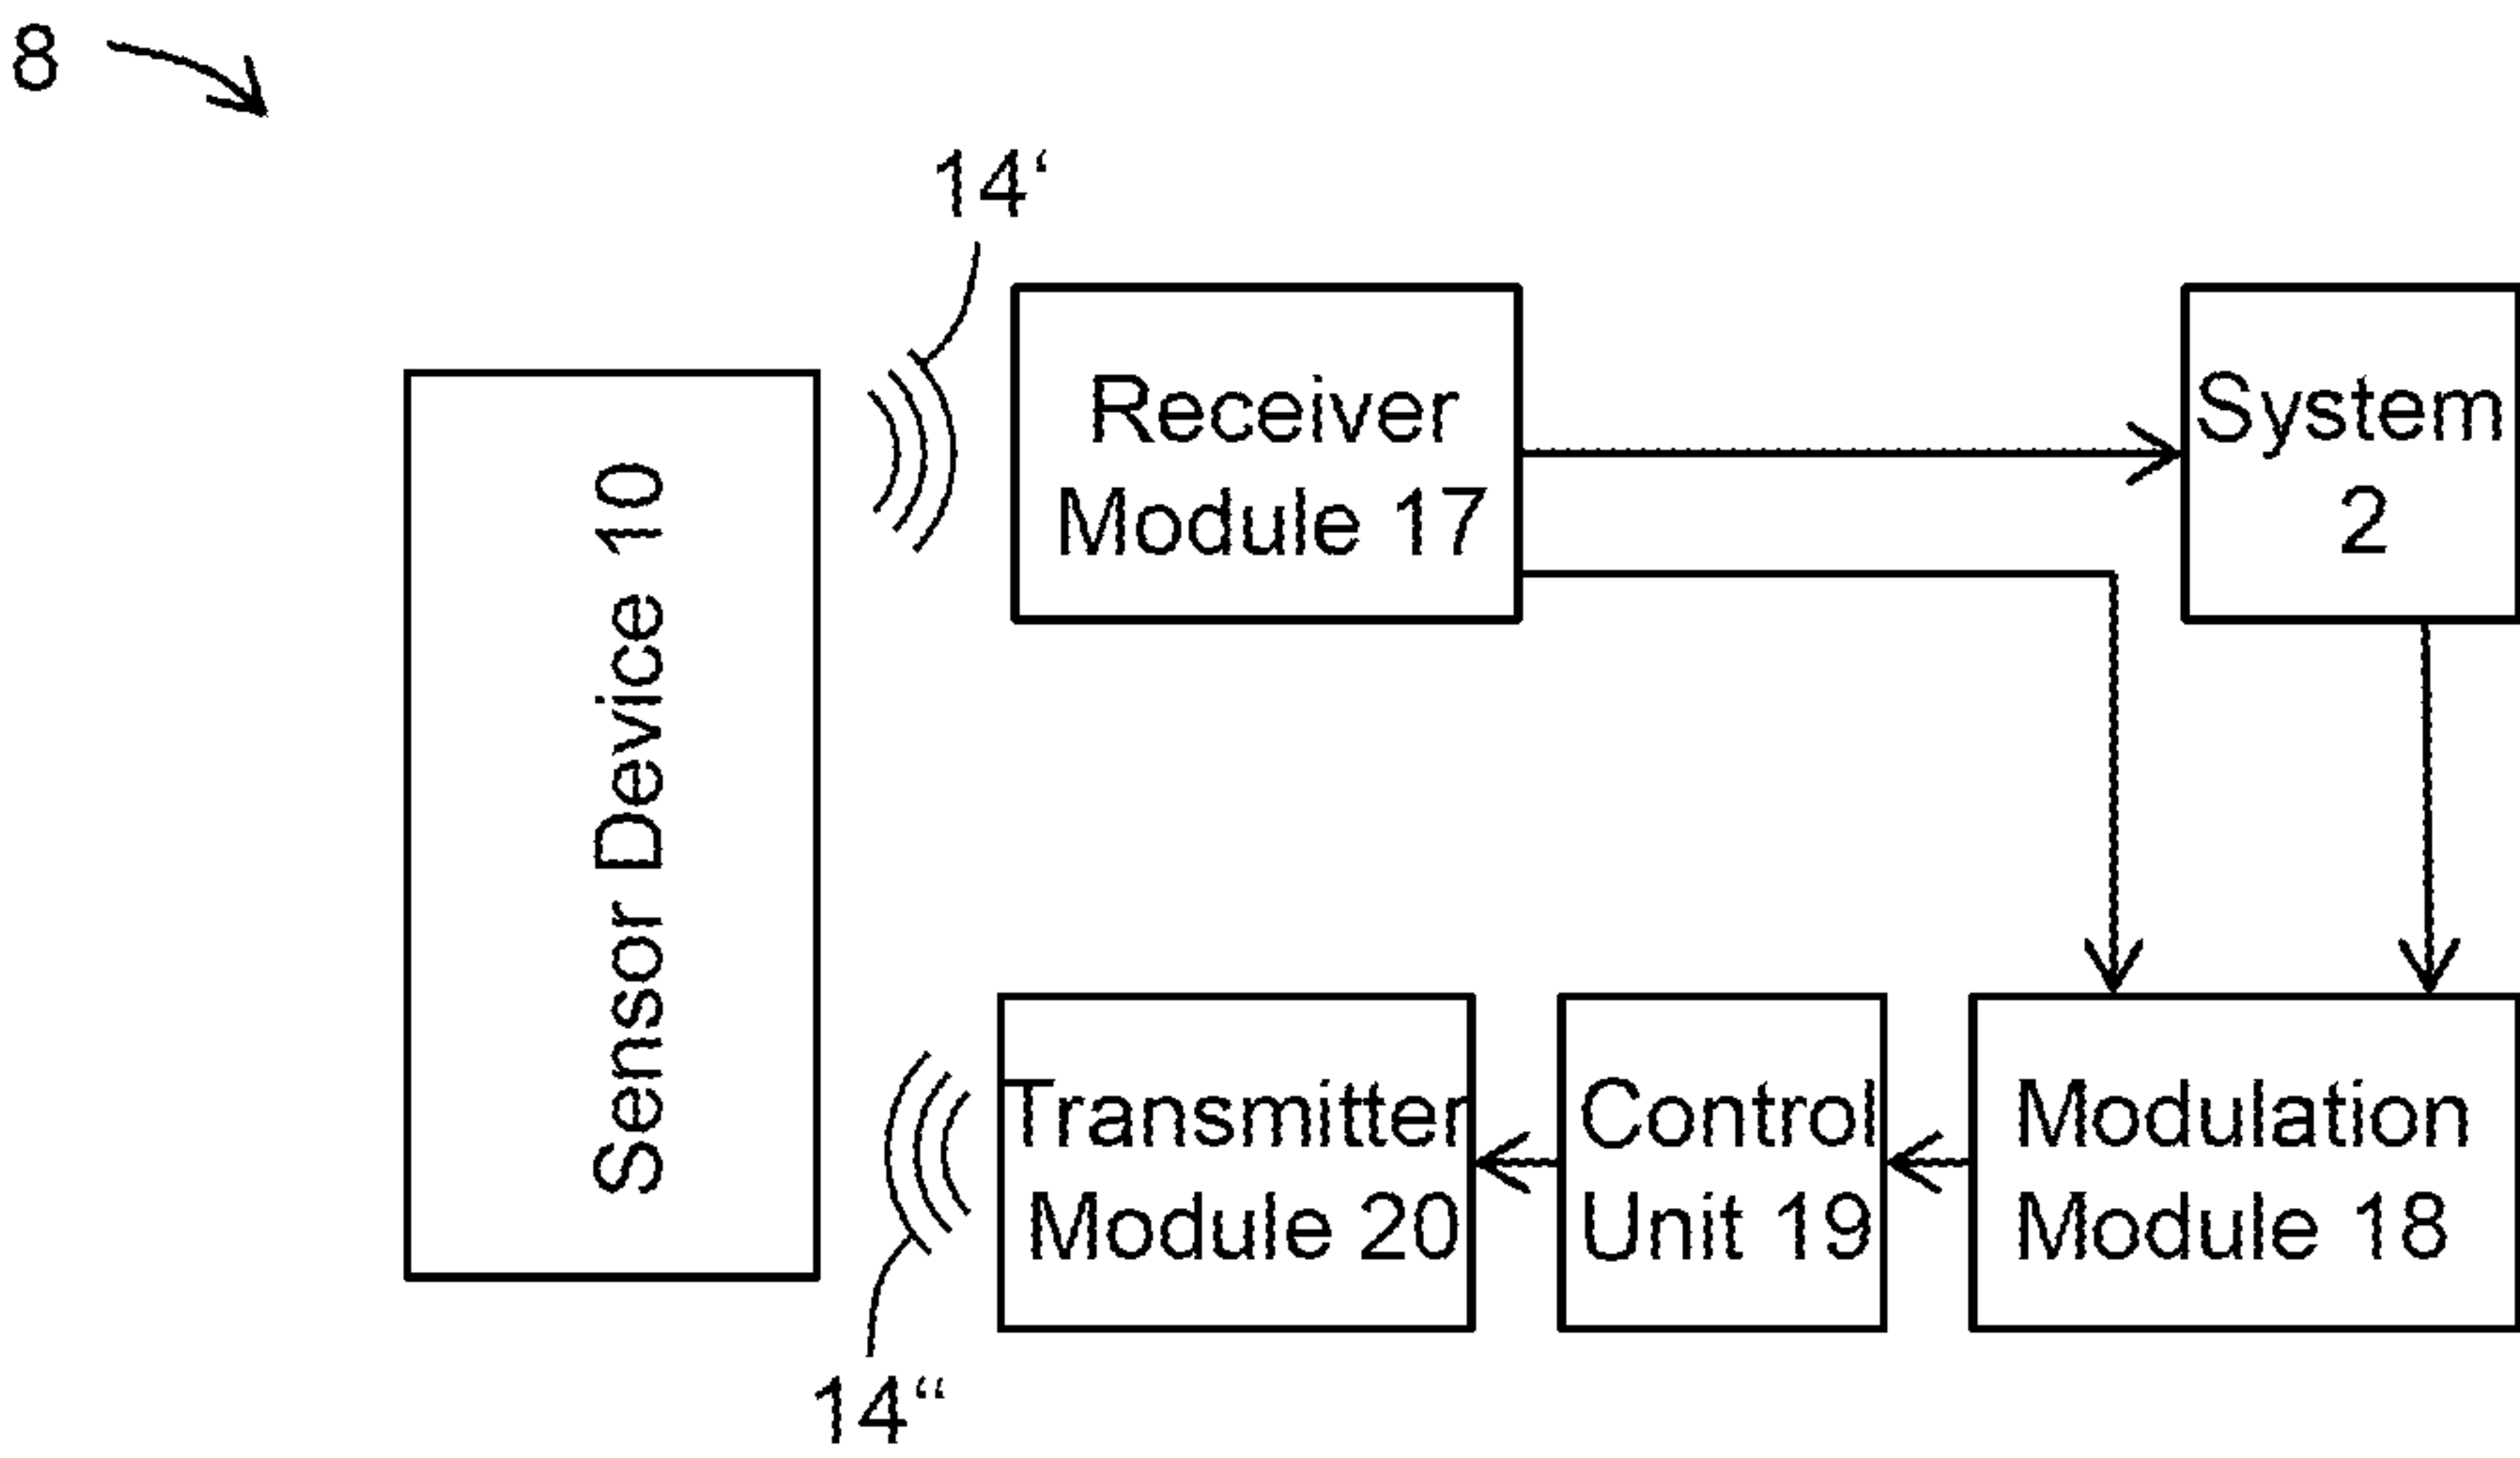 8
14‘
Receiver
Module 17
System
2
Sensor Device 10
Transmitter
Module 20
Control
Unit 19
Modulation
Module 18
14“